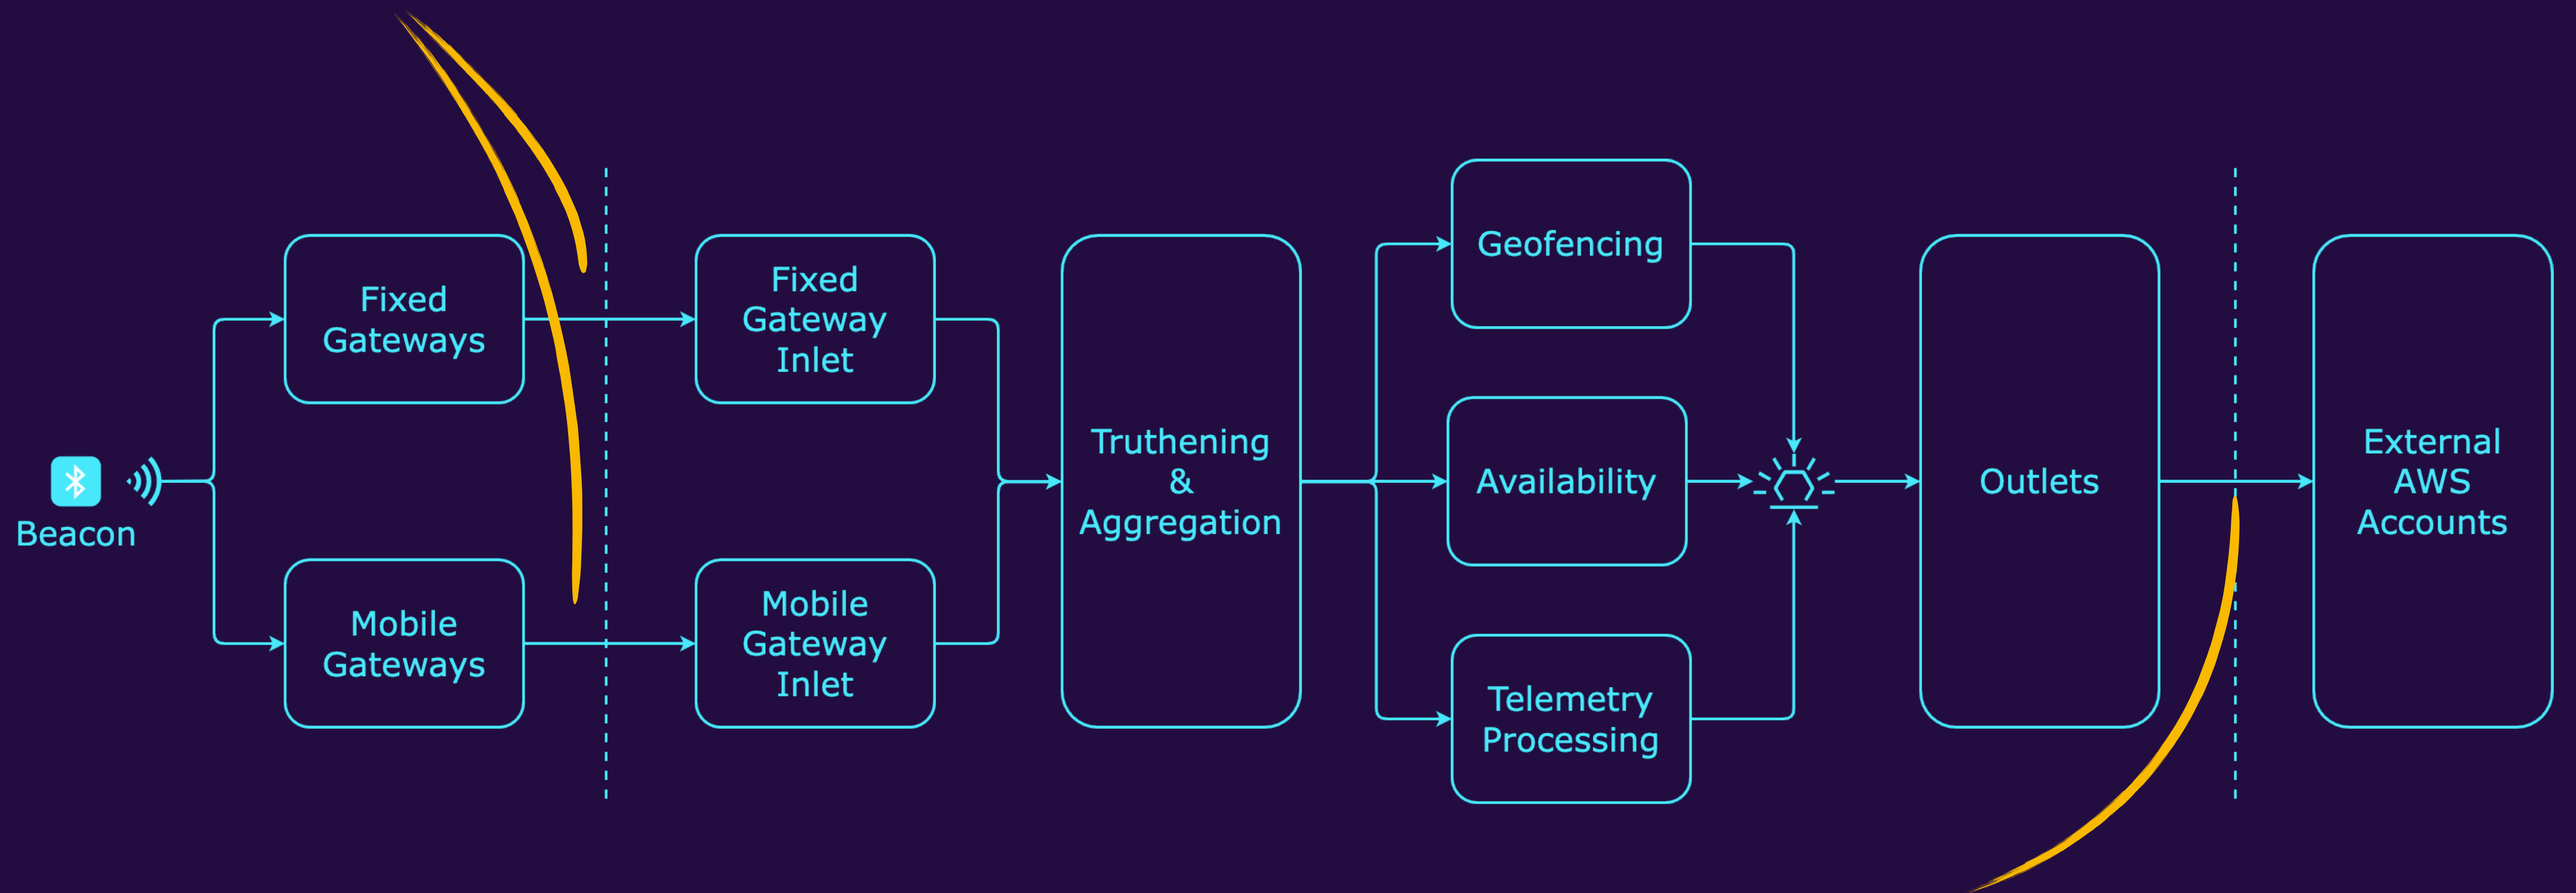 Beacon
Fixed
Gateways
Mobile
Gateways
Fixed
Gateway
Inlet
Mobile
Gateway
Inlet
Truthening
&
Aggregation
Geofencing
Availability
Telemetry
Processing
Outlets
External
AWS
Accounts